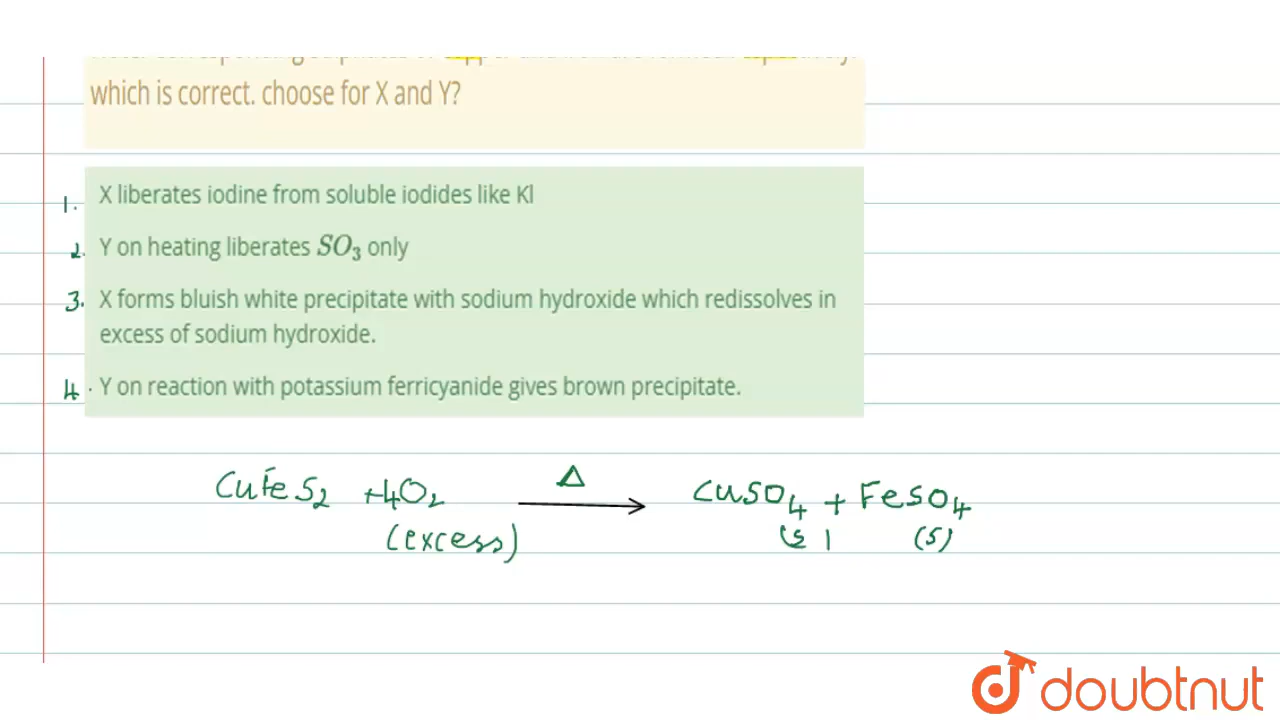 which is correct. choose for X and Y?
1. X liberates iodine from soluble iodides like Kl
2. Y on heating liberates SO₃ only
3. X forms bluish white precipitate with sodium hydroxide which redissolves in
excess of sodium hydroxide.
4. Y on reaction with potassium ferricyanide gives brown precipitate.
CuFeS₂ + 4O₂ Δ → CuSO₄ + FeSO₄
(excess) (s) (s)
doubtnut